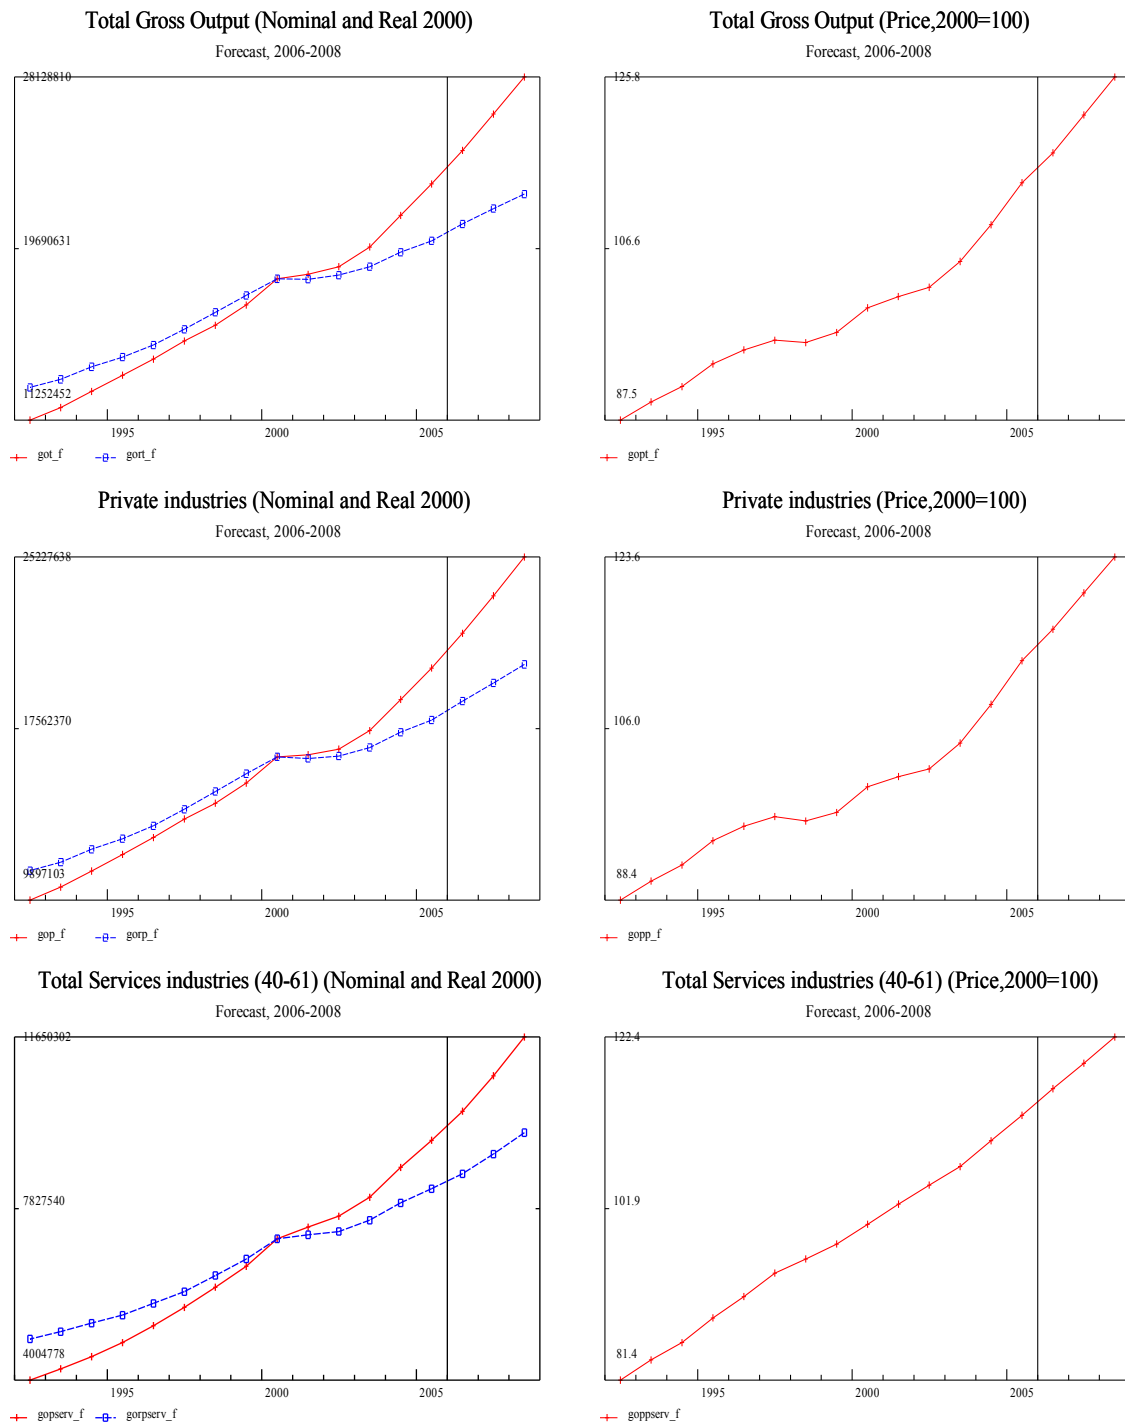 Total Gross Output (Nominal and Real 2000)
Forecast, 2006-2008
28128810
19690631
11252452
1995 2000 2005
got_f gort_f
Total Gross Output (Price,2000=100)
Forecast, 2006-2008
125.8
106.6
87.5
1995 2000 2005
gopt_f
Private industries (Nominal and Real 2000)
Forecast, 2006-2008
25227638
17562370
9897103
1995 2000 2005
gop_f gorp_f
Private industries (Price,2000=100)
Forecast, 2006-2008
123.6
106.0
88.4
1995 2000 2005
gopp_f
Total Services industries (40-61) (Nominal and Real 2000)
Forecast, 2006-2008
11650302
7827540
4004778
1995 2000 2005
gopserv_f gorpserv_f
Total Services industries (40-61) (Price,2000=100)
Forecast, 2006-2008
122.4
101.9
81.4
1995 2000 2005
goppserv_f